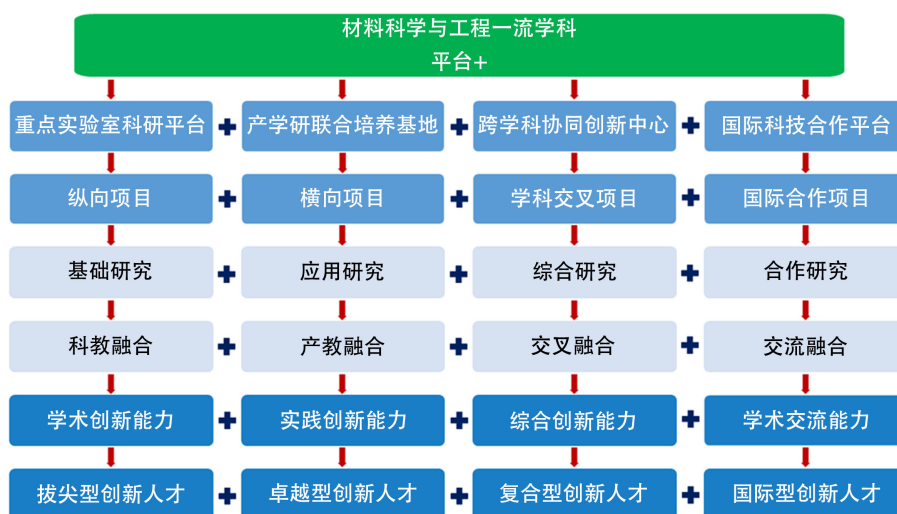 材料科学与工程一流学科
平台+
重点实验室科研平台 + 产学研联合培养基地 + 跨学科协同创新中心 + 国际科技合作平台
纵向项目 + 横向项目 + 学科交叉项目 + 国际合作项目
基础研究 + 应用研究 + 综合研究 + 合作研究
科教融合 + 产教融合 + 交叉融合 + 交流融合
学术创新能力 + 实践创新能力 + 综合创新能力 + 学术交流能力
拔尖型创新人才 + 卓越型创新人才 + 复合型创新人才 + 国际型创新人才